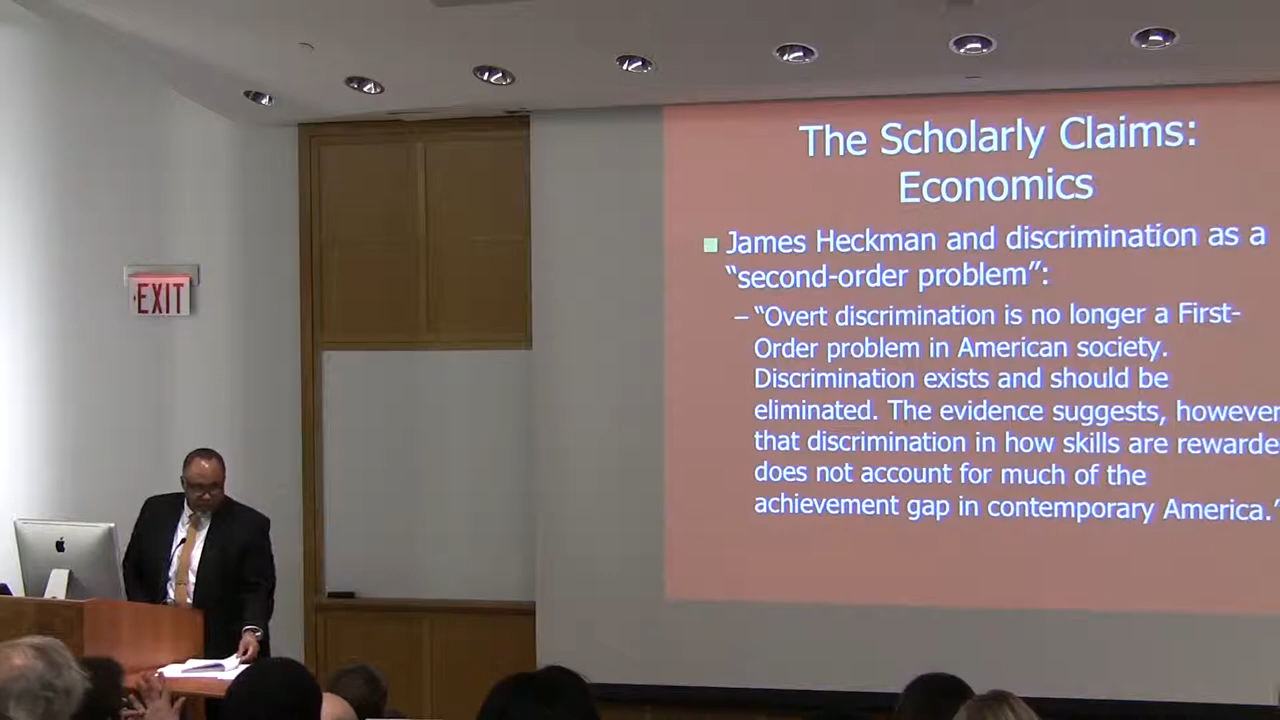 The Scholarly Claims:
Economics
James Heckman and discrimination as a
“second-order problem”:
– “Overt discrimination is no longer a First-
Order problem in American society.
Discrimination exists and should be
eliminated. The evidence suggests, however
that discrimination in how skills are rewarde
does not account for much of the
achievement gap in contemporary America.”
EXIT